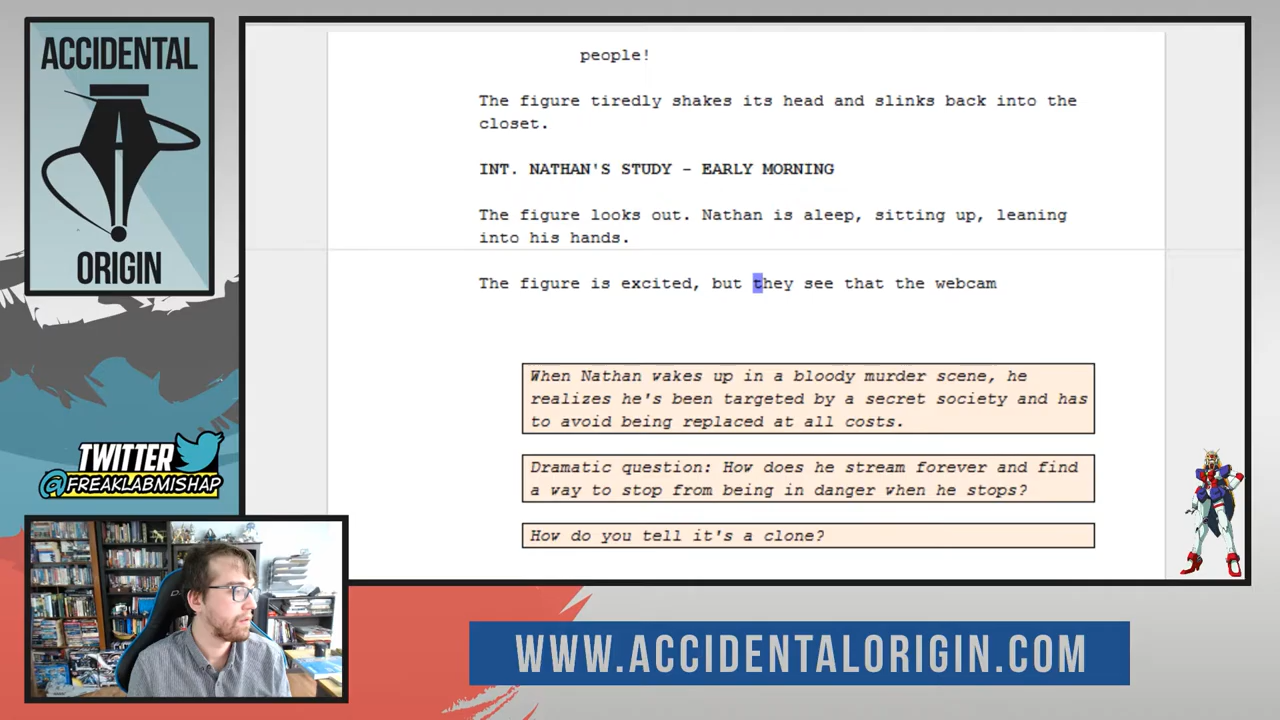 ACCIDENTAL
ORIGIN
people!
The figure tiredly shakes its head and slinks back into the
closet.
INT. NATHAN'S STUDY - EARLY MORNING
The figure looks out. Nathan is aleep, sitting up, leaning
into his hands.
The figure is excited, but they see that the webcam
When Nathan wakes up in a bloody murder scene, he
realizes he's been targeted by a secret society and has
to avoid being replaced at all costs.
Dramatic question: How does he stream forever and find
a way to stop from being in danger when he stops?
How do you tell it's a clone?
TWITTER
@FREAKLABMISHAP
WWW.ACCIDENTALORIGIN.COM